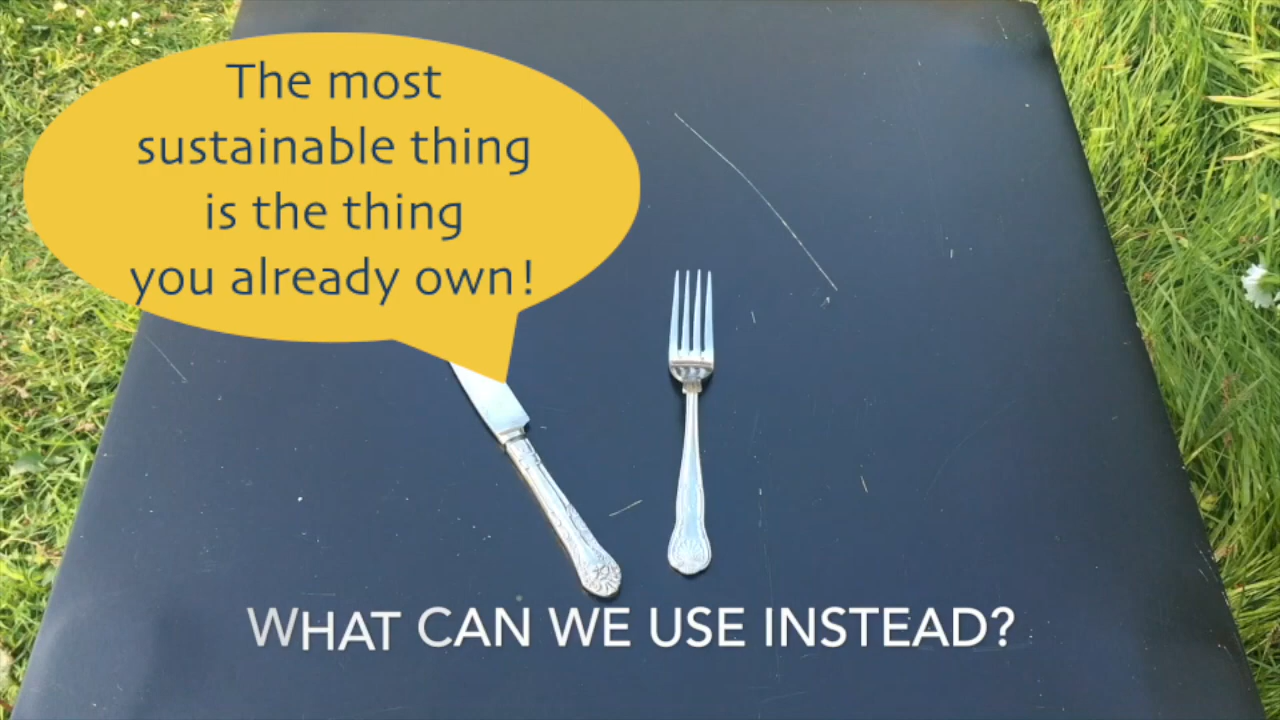 The most
sustainable thing
is the thing
you already own!
WHAT CAN WE USE INSTEAD?